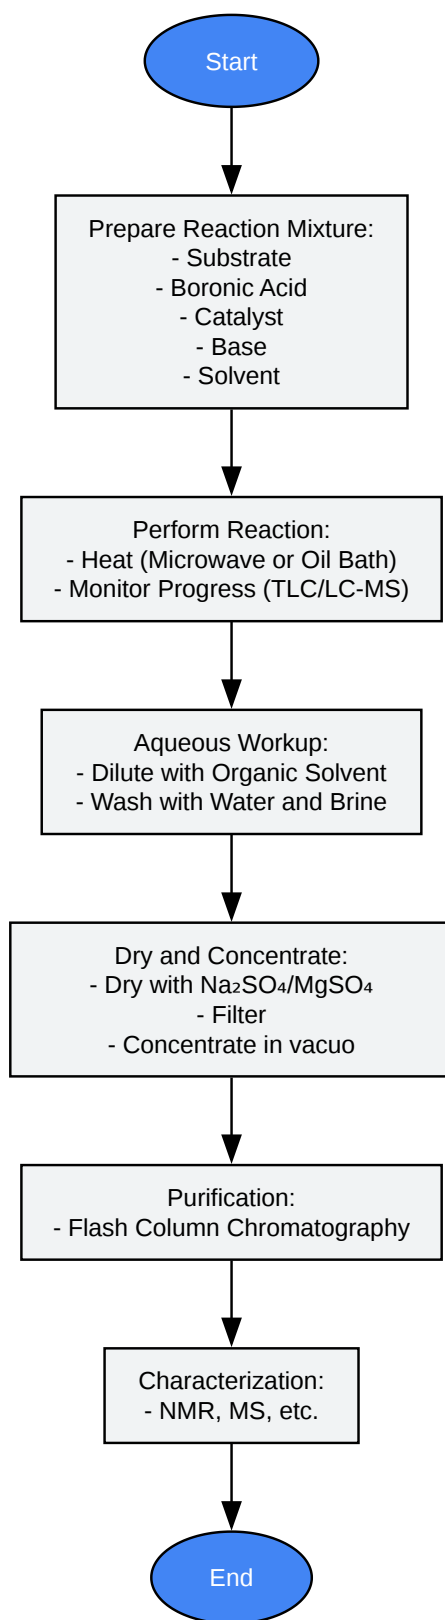 Start
Prepare Reaction Mixture:
- Substrate
- Boronic Acid
- Catalyst
- Base
- Solvent
Perform Reaction:
- Heat (Microwave or Oil Bath)
- Monitor Progress (TLC/LC-MS)
Aqueous Workup:
- Dilute with Organic Solvent
- Wash with Water and Brine
Dry and Concentrate:
- Dry with Na₂SO₄/MgSO₄
- Filter
- Concentrate in vacuo
Purification:
- Flash Column Chromatography
Characterization:
- NMR, MS, etc.
End